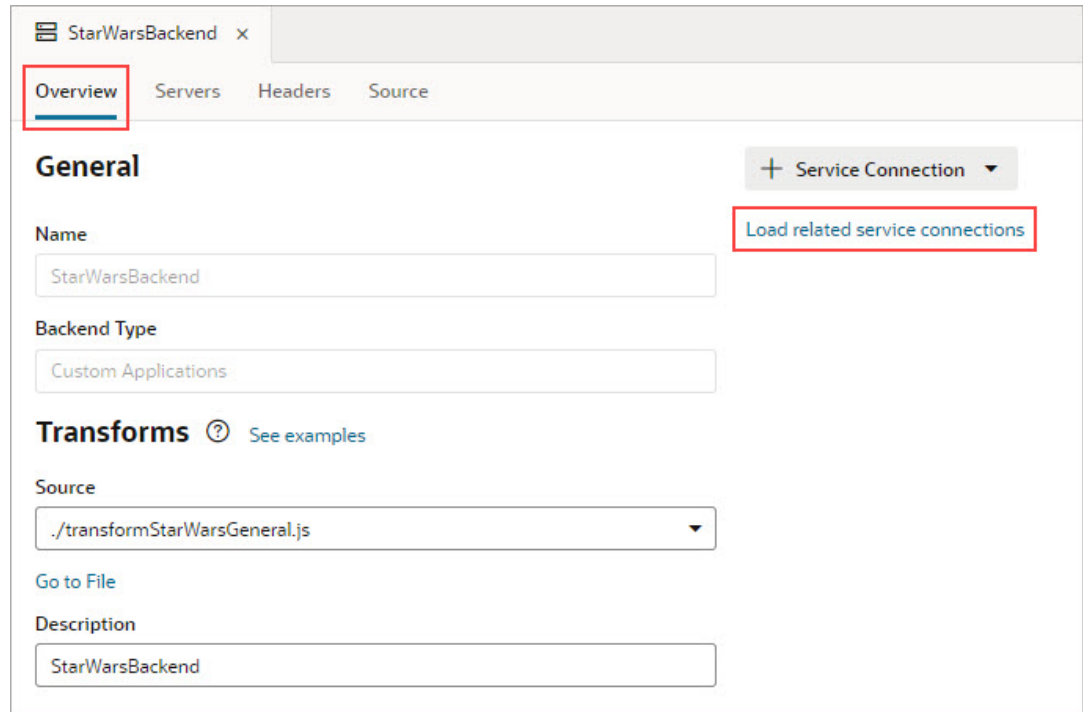 StarWarsBackend ×
Overview Servers Headers Source
General
+ Service Connection
Load related service connections
Name
StarWarsBackend
Backend Type
Custom Applications
Transforms ? See examples
Source
./transformStarWarsGeneral.js
Go to File
Description
StarWarsBackend